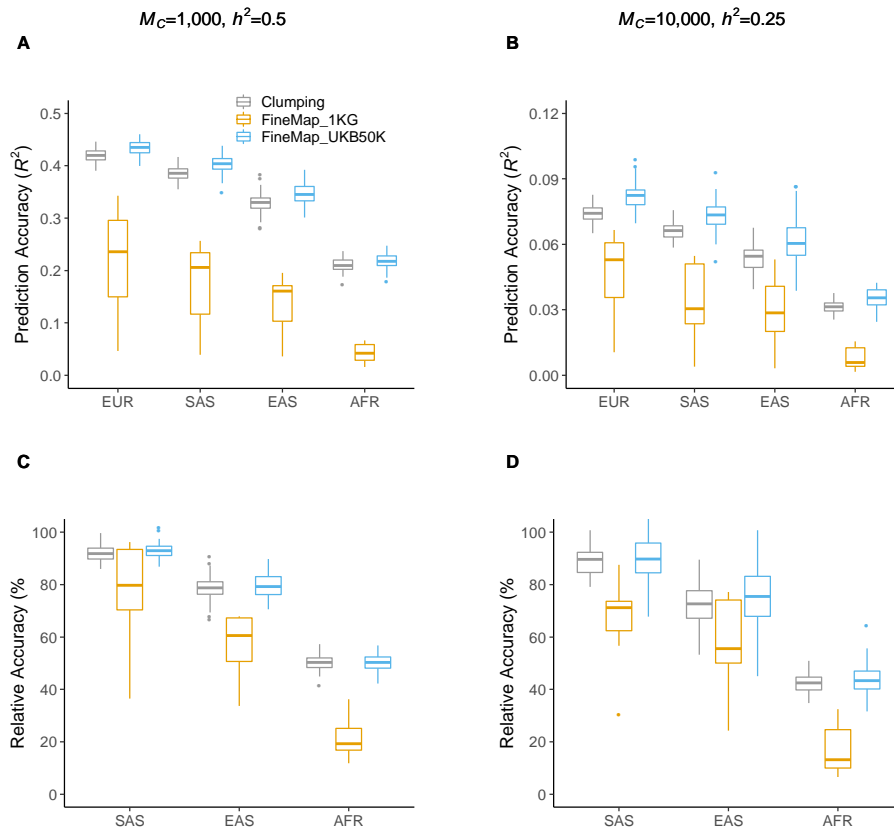 M_C=1,000, h²=0.5
M_C=10,000, h²=0.25
A
B
Clumping
FineMap_1KG
FineMap_UKB50K
Prediction Accuracy (R²)
0.5
0.4
0.3
0.2
0.1
0.0
EUR SAS EAS AFR
Prediction Accuracy (R²)
0.12
0.09
0.06
0.03
0.00
EUR SAS EAS AFR
C
D
Relative Accuracy (%
100
80
60
40
20
0
SAS EAS AFR
Relative Accuracy (%
100
80
60
40
20
0
SAS EAS AFR